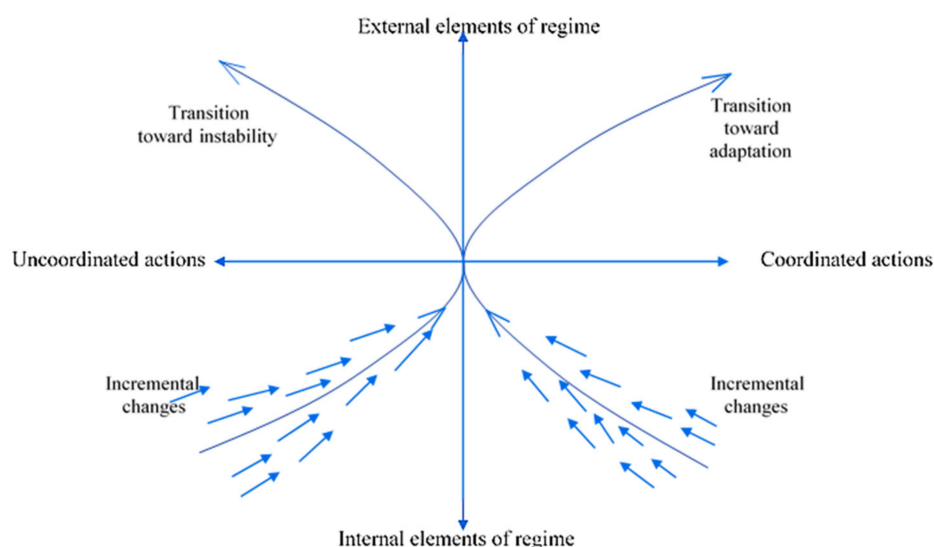 External elements of regime
Transition
toward instability
Transition
toward
adaptation
Uncoordinated actions
Coordinated actions
Incremental
changes
Incremental
changes
Internal elements of regime